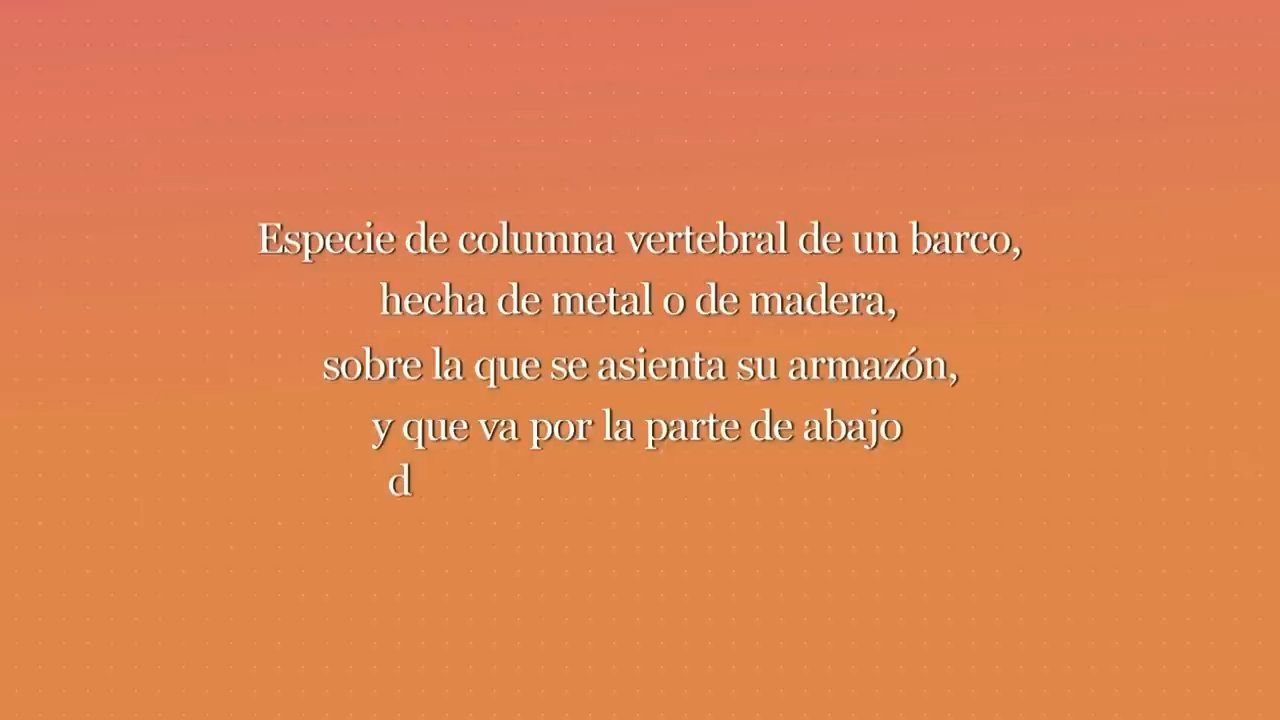 Especie de columna vertebral de un barco,
hecha de metal o de madera,
sobre la que se asienta su armazón,
y que va por la parte de abajo
d